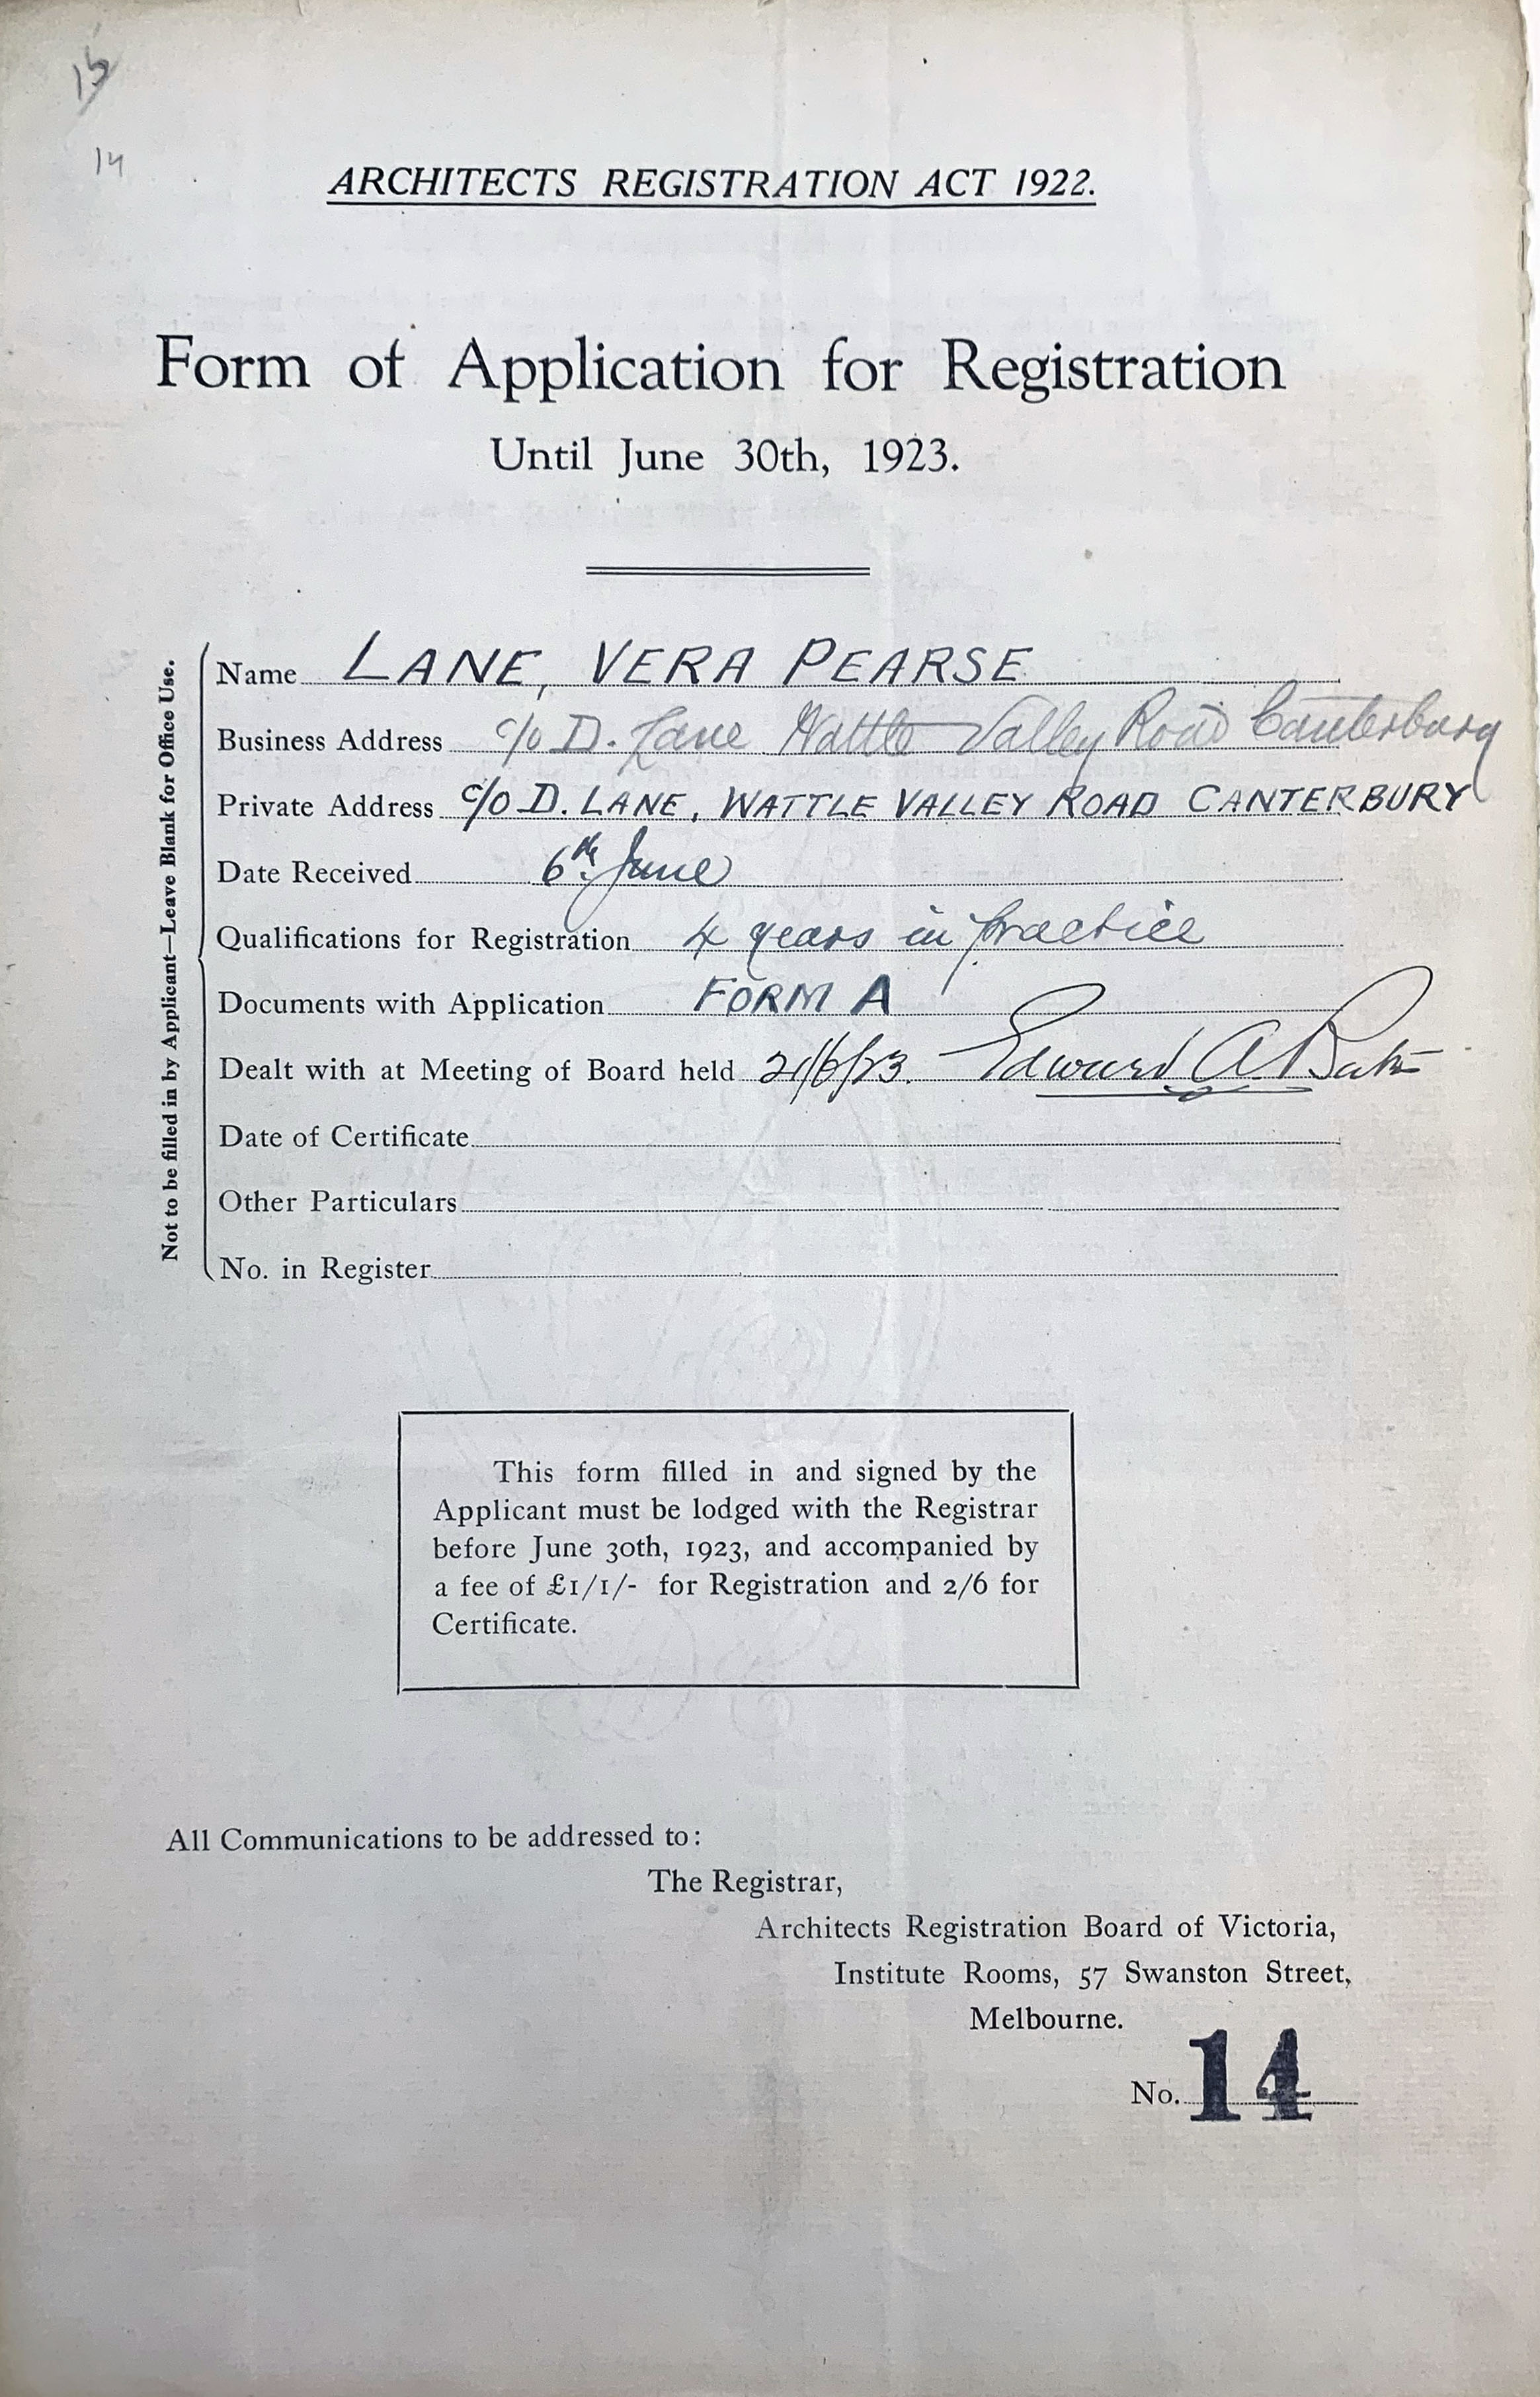 15
14
ARCHITECTS REGISTRATION ACT 1922.
Form of Application for Registration
Until June 30th, 1923.
Not to be filled in by Applicant—Leave Blank for Office Use.
Name LANE, VERA PEARSE
Business Address c/o D. Lane Wattle Valley Road Canterbury
Private Address c/o D. LANE, WATTLE VALLEY ROAD CANTERBURY
Date Received 6th June
Qualifications for Registration 4 years in practice
Documents with Application FORM A
Dealt with at Meeting of Board held 21/6/23. Edward A.
Date of Certificate
Other Particulars
No. in Register
This form filled in and signed by the
Applicant must be lodged with the Registrar
before June 30th, 1923, and accompanied by
a fee of £1/1/- for Registration and 2/6 for
Certificate.
All Communications to be addressed to:
The Registrar,
Architects Registration Board of Victoria,
Institute Rooms, 57 Swanston Street,
Melbourne.
No. 14